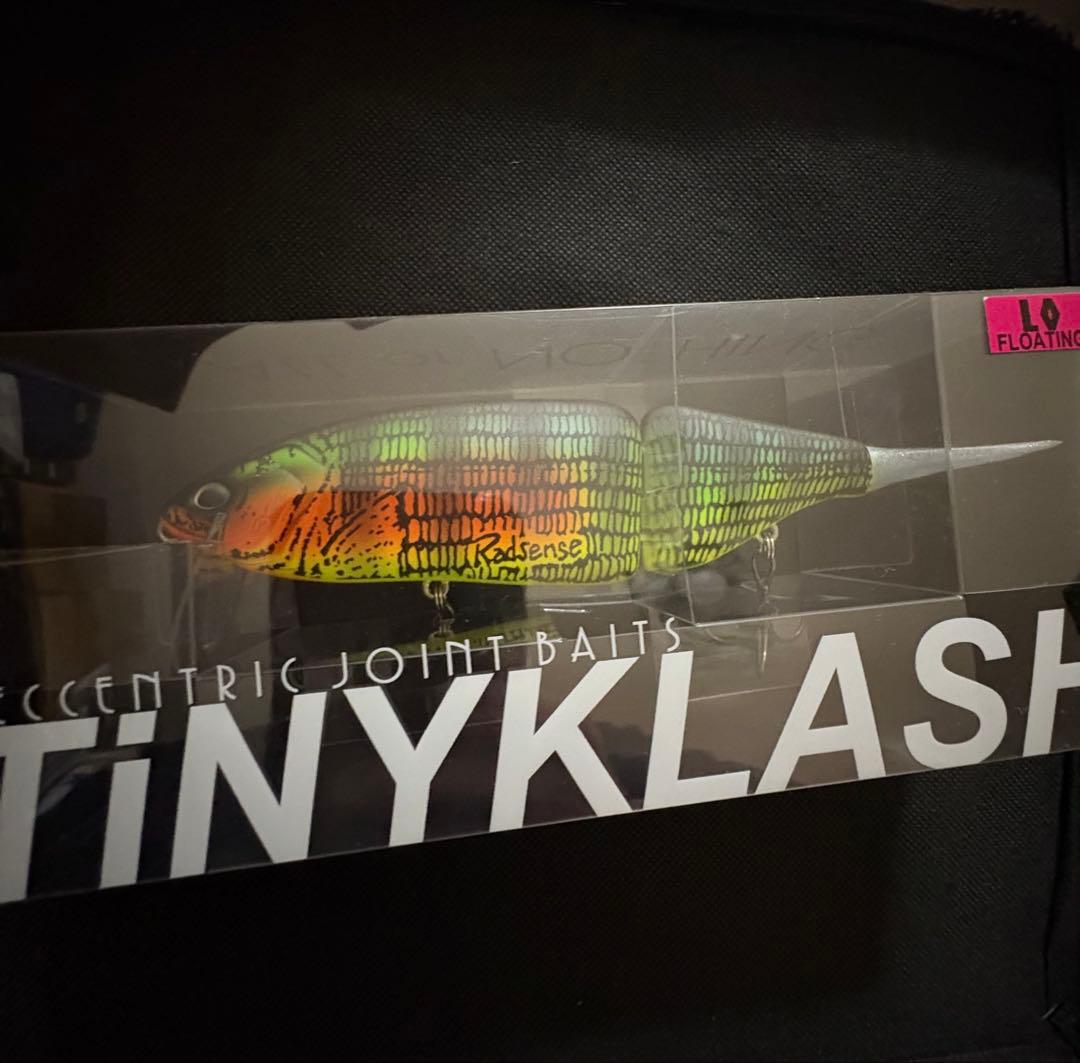 LO
FLOATING
Radsense
ECCENTRIC JOINT BAITS
TiNYKLASH